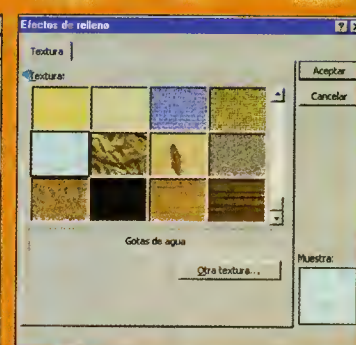 Efectos de relleno
Textura
Textura:
Aceptar
Cancelar
Gotas de agua
Otra textura...
Muestra: